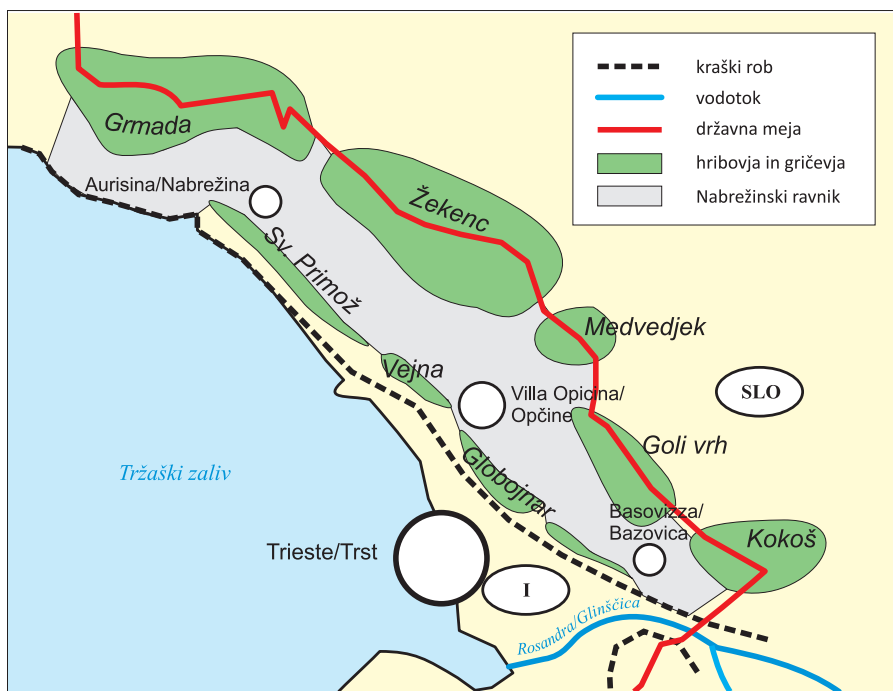 kraški rob
vodotok
državna meja
hribovja in gričevja
Nabrežinski ravnik
Grmada
Aurisina/Nabrežina
Žekenc
Sv. Primož
Medvedjek
Vejna
Villa Opicina/
Opčine
SLO
Goli vrh
Globojnar
Tržaški zaliv
Basovizza/
Bazovica
Kokoš
Trieste/Trst
I
Rosandra/Glinščica